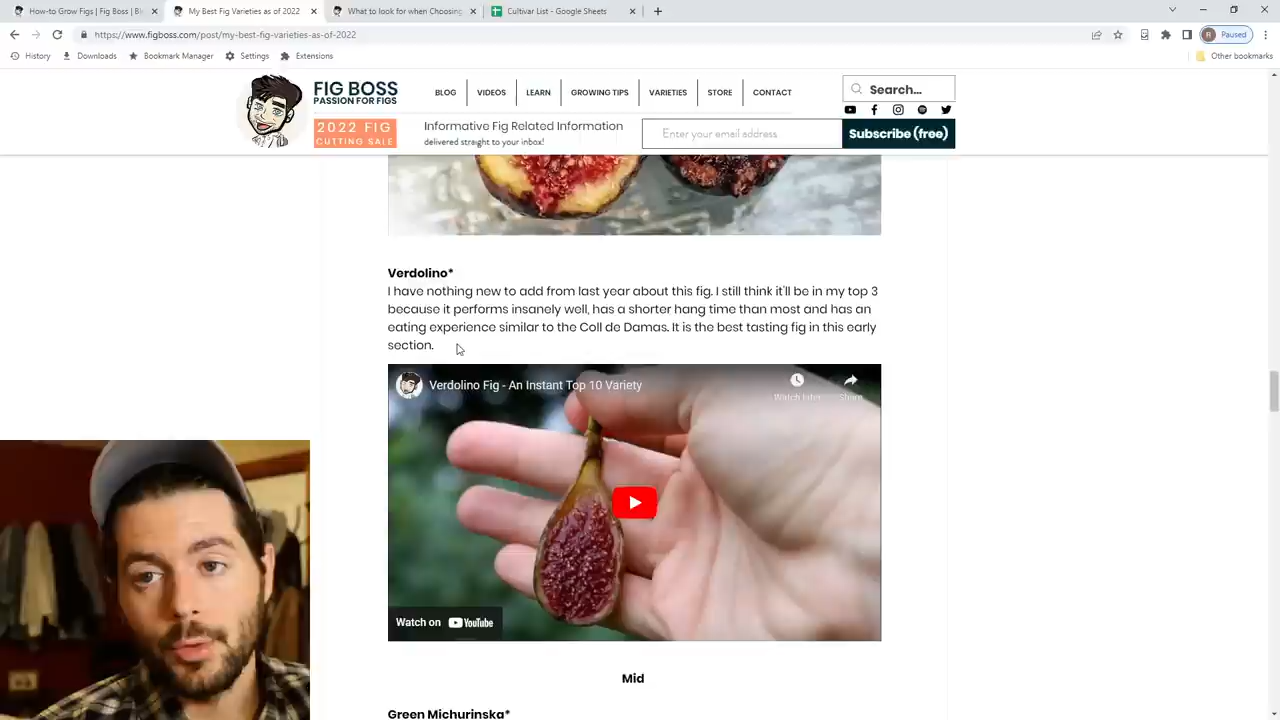 How-to Grow Figs | Fig Boss | Bl
My Best Fig Varieties as of 2022
What to look for when Choosing
Cultivar List - Google Sheets
https://www.figboss.com/post/my-best-fig-varieties-as-of-2022
R
Paused
History
Downloads
Bookmark Manager
Settings
Extensions
Other bookmarks
FIG BOSS
PASSION FOR FIGS
2022 FIG
CUTTING SALE
BLOG
VIDEOS
LEARN
GROWING TIPS
VARIETIES
STORE
CONTACT
Search...
Informative Fig Related Information
delivered straight to your inbox!
Enter your email address
Subscribe (free)
Verdolino*
I have nothing new to add from last year about this fig. I still think it'll be in my top 3
because it performs insanely well, has a shorter hang time than most and has an
eating experience similar to the Coll de Damas. It is the best tasting fig in this early
section.
Verdolino Fig - An Instant Top 10 Variety
Watch later
Share
Watch on YouTube
Mid
Green Michurinska*